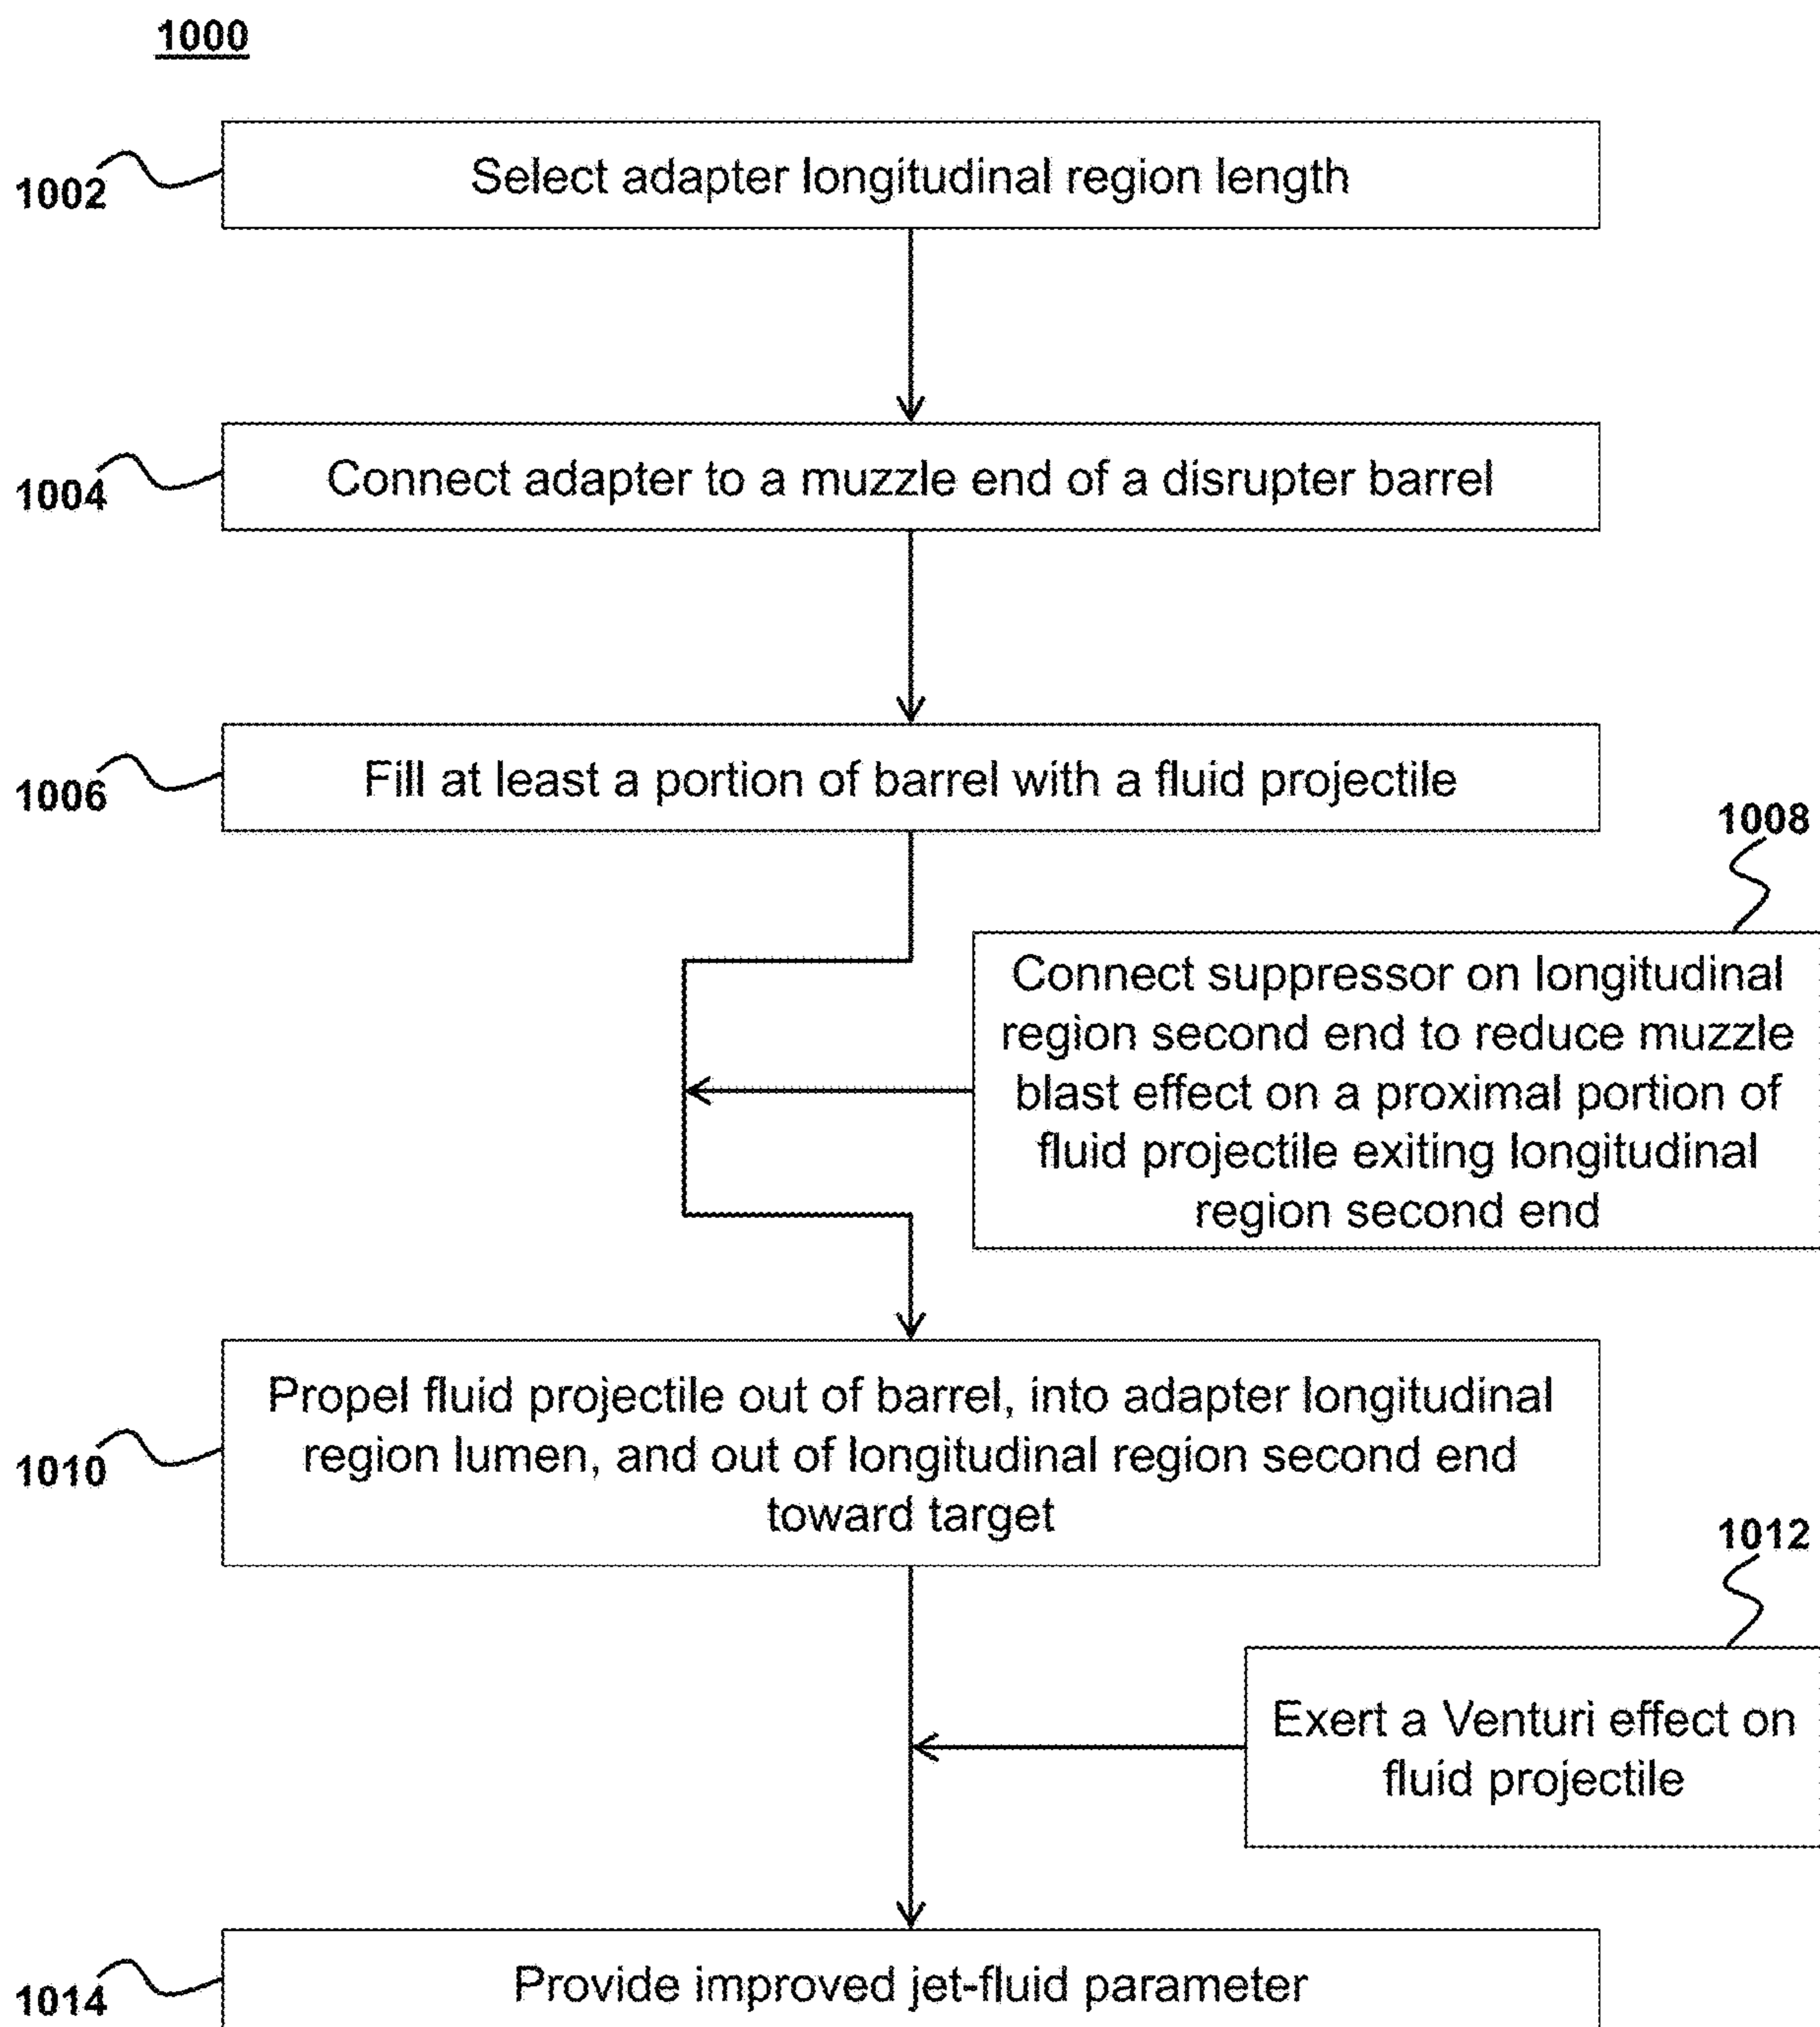 1000
1002
Select adapter longitudinal region length
1004
Connect adapter to a muzzle end of a disrupter barrel
1006
Fill at least a portion of barrel with a fluid projectile
1008
Connect suppressor on longitudinal
region second end to reduce muzzle
blast effect on a proximal portion of
fluid projectile exiting longitudinal
region second end
1010
Propel fluid projectile out of barrel, into adapter longitudinal
region lumen, and out of longitudinal region second end
toward target
1012
Exert a Venturi effect on
fluid projectile
1014
Provide improved jet-fluid parameter